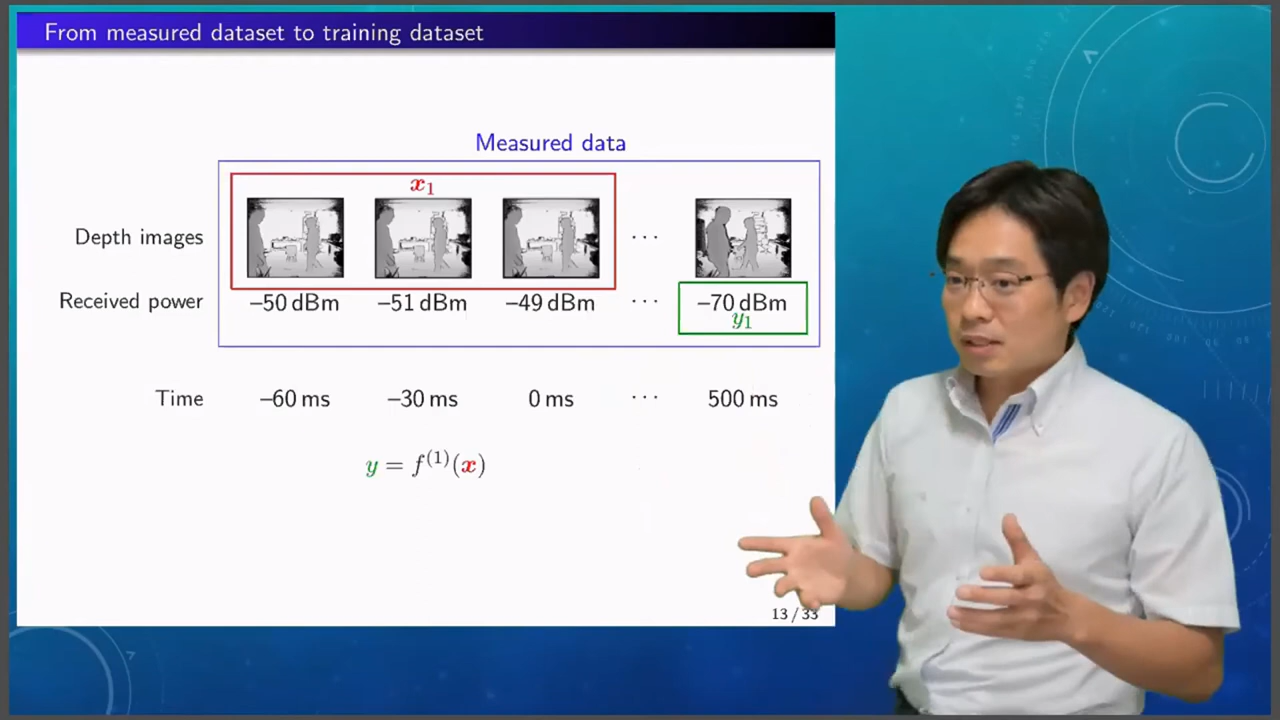 From measured dataset to training dataset
Measured data
x₁
Depth images ···
Received power –50 dBm –51 dBm –49 dBm ··· –70 dBm
y₁
Time –60 ms –30 ms 0 ms ··· 500 ms
y = f⁽¹⁾(x)
13 / 33